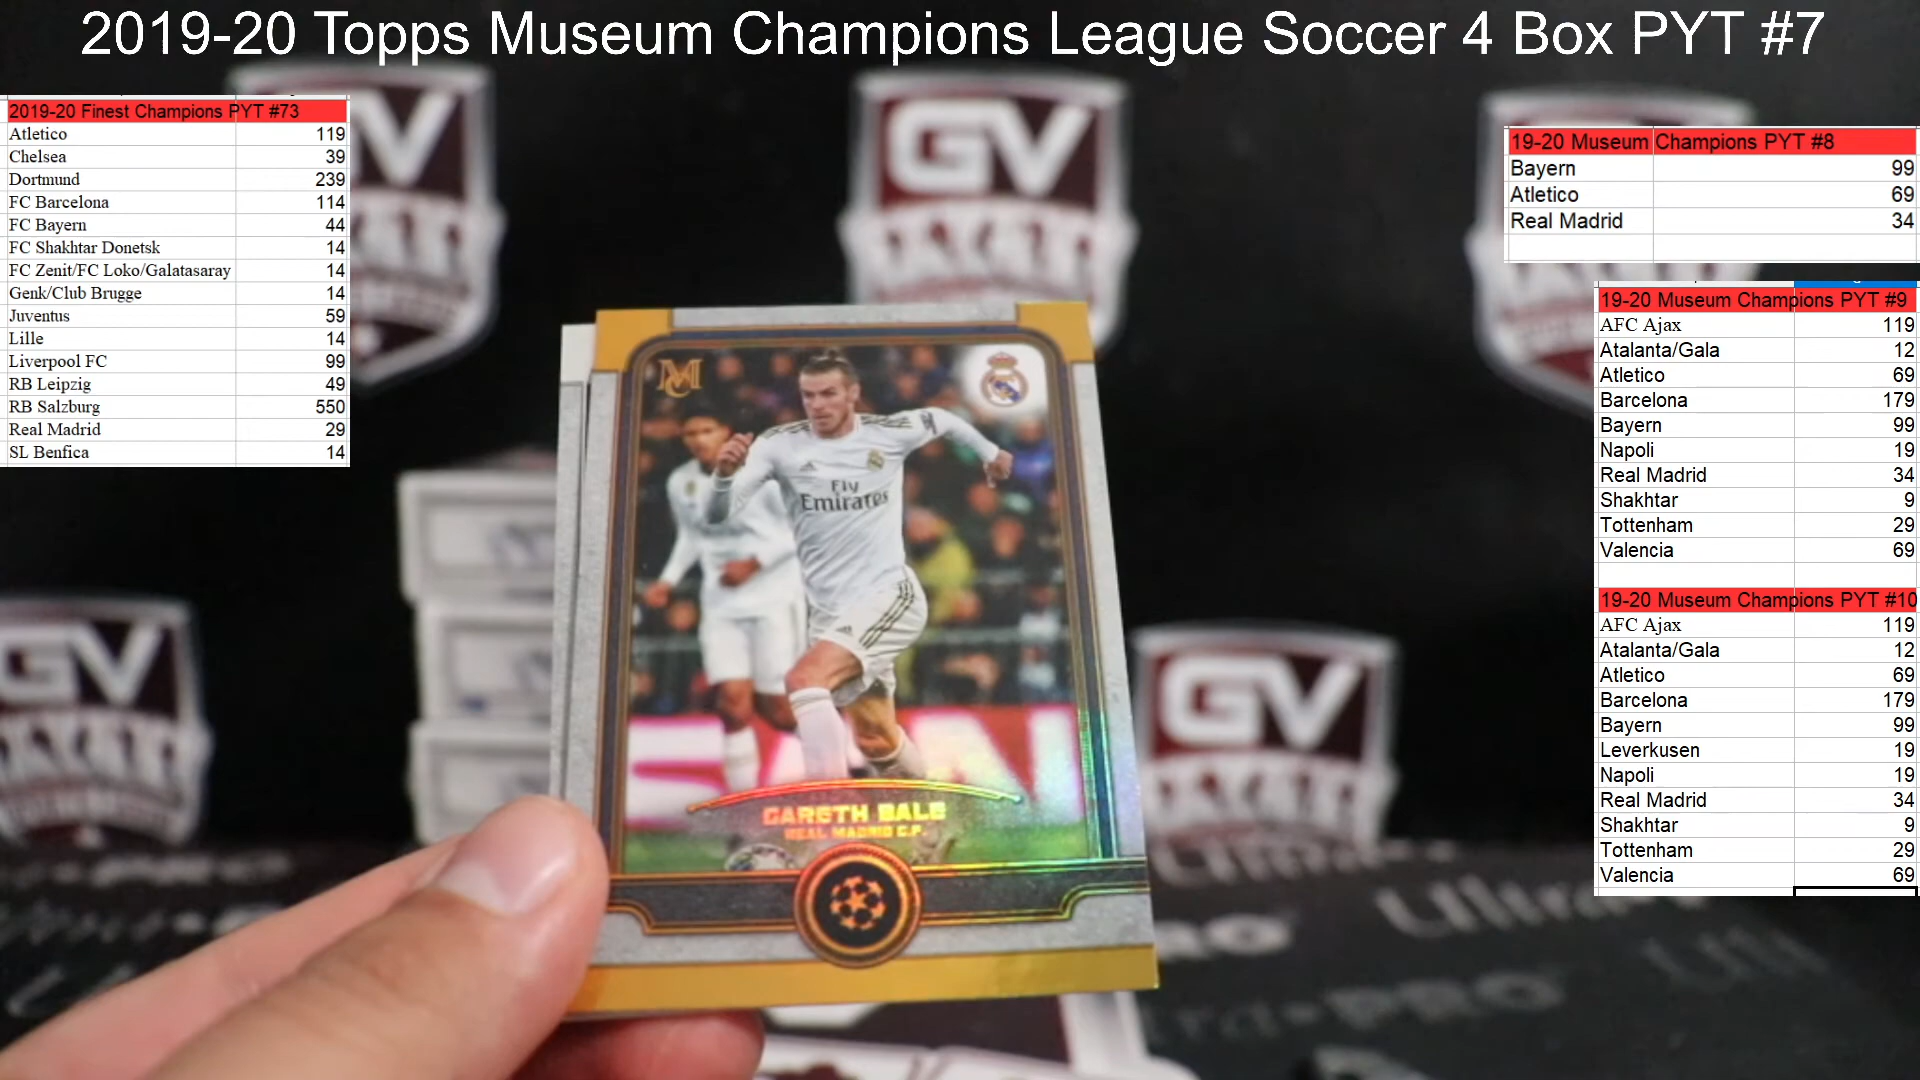 2019-20 Topps Museum Champions League Soccer 4 Box PYT #7
2019-20 Finest Champions PYT #73
Atletico 119
Chelsea 39
Dortmund 239
FC Barcelona 114
FC Bayern 44
FC Shakhtar Donetsk 14
FC Zenit/FC Loko/Galatasaray 14
Genk/Club Brugge 14
Juventus 59
Lille 14
Liverpool FC 99
RB Leipzig 49
RB Salzburg 550
Real Madrid 29
SL Benfica 14
19-20 Museum Champions PYT #8
Bayern 99
Atletico 69
Real Madrid 34
19-20 Museum Champions PYT #9
AFC Ajax 119
Atalanta/Gala 12
Atletico 69
Barcelona 179
Bayern 99
Napoli 19
Real Madrid 34
Shakhtar 9
Tottenham 29
Valencia 69
19-20 Museum Champions PYT #10
AFC Ajax 119
Atalanta/Gala 12
Atletico 69
Barcelona 179
Bayern 99
Leverkusen 19
Napoli 19
Real Madrid 34
Shakhtar 9
Tottenham 29
Valencia 69
GV
GV
GV
MC
Fly
Emirates
GARETH BALE
REAL MADRID C.F.